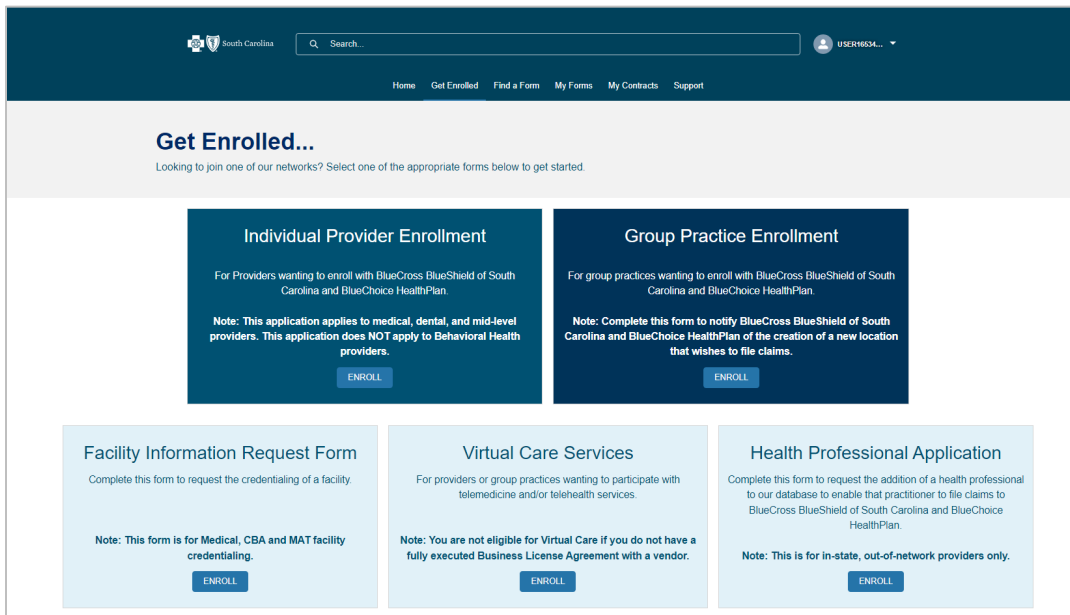 South Carolina
Search...
USER16534...
Home Get Enrolled Find a Form My Forms My Contracts Support
Get Enrolled...
Looking to join one of our networks? Select one of the appropriate forms below to get started.
Individual Provider Enrollment
For Providers wanting to enroll with BlueCross BlueShield of South
Carolina and BlueChoice HealthPlan.
Note: This application applies to medical, dental, and mid-level
providers. This application does NOT apply to Behavioral Health
providers.
ENROLL
Group Practice Enrollment
For group practices wanting to enroll with BlueCross BlueShield of South
Carolina and BlueChoice HealthPlan.
Note: Complete this form to notify BlueCross BlueShield of South
Carolina and BlueChoice HealthPlan of the creation of a new location
that wishes to file claims.
ENROLL
Facility Information Request Form
Complete this form to request the credentialing of a facility.
Note: This form is for Medical, CBA and MAT facility
credentialing.
ENROLL
Virtual Care Services
For providers or group practices wanting to participate with
telemedicine and/or telehealth services.
Note: You are not eligible for Virtual Care if you do not have a
fully executed Business License Agreement with a vendor.
ENROLL
Health Professional Application
Complete this form to request the addition of a health professional
to our database to enable that practitioner to file claims to
BlueCross BlueShield of South Carolina and BlueChoice
HealthPlan.
Note: This is for in-state, out-of-network providers only.
ENROLL